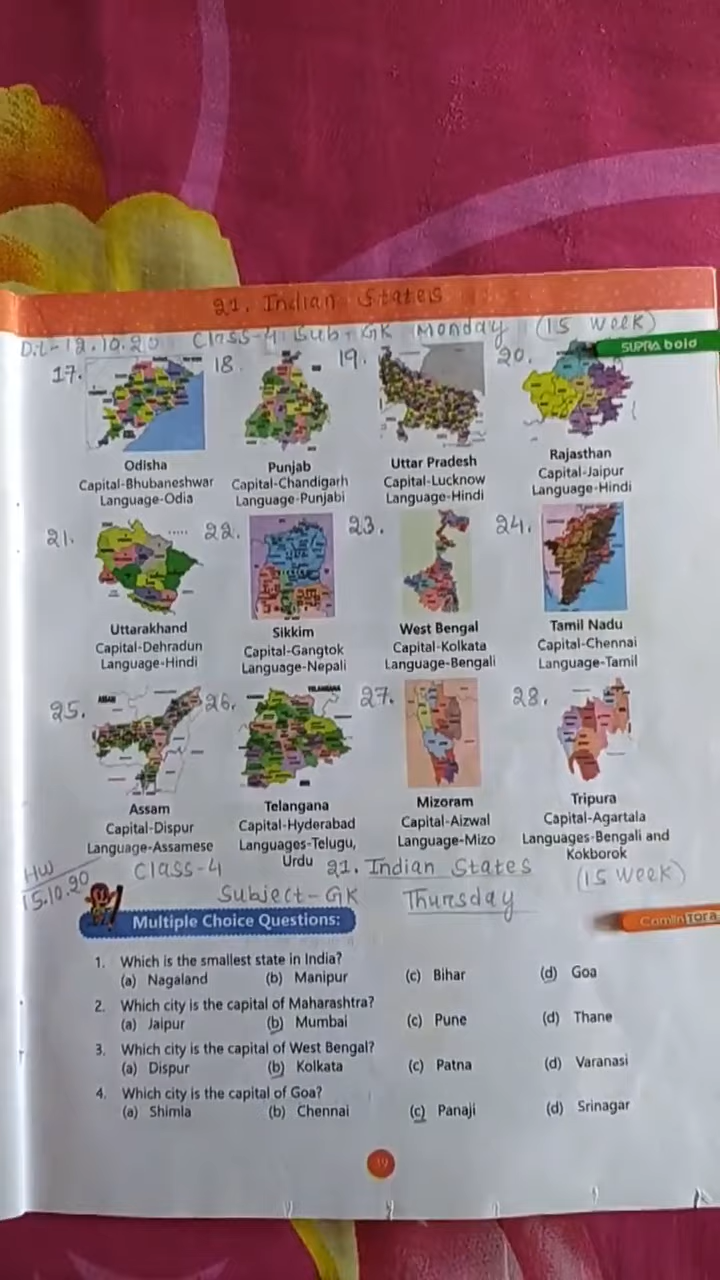 21. Indian States
Dt-12.10.20 Class-4 Sub-GK Monday (15 week)
SUPRA bold
17. 18. 19. 20.
Odisha
Capital-Bhubaneshwar
Language-Odia
Punjab
Capital-Chandigarh
Language-Punjabi
Uttar Pradesh
Capital-Lucknow
Language-Hindi
Rajasthan
Capital-Jaipur
Language-Hindi
21. 22. 23. 24.
Uttarakhand
Capital-Dehradun
Language-Hindi
Sikkim
Capital-Gangtok
Language-Nepali
West Bengal
Capital-Kolkata
Language-Bengali
Tamil Nadu
Capital-Chennai
Language-Tamil
25. 26. 27. 28.
ASSAM
TELANGANA
Assam
Capital-Dispur
Language-Assamese
Telangana
Capital-Hyderabad
Languages-Telugu,
Urdu
Mizoram
Capital-Aizwal
Language-Mizo
Tripura
Capital-Agartala
Languages-Bengali and
Kokborok
HW
15.10.20
Class-4 21. Indian States (15 week)
Subject-GK Thursday
Multiple Choice Questions:
1. Which is the smallest state in India?
(a) Nagaland (b) Manipur (c) Bihar (d) Goa
2. Which city is the capital of Maharashtra?
(a) Jaipur (b) Mumbai (c) Pune (d) Thane
3. Which city is the capital of West Bengal?
(a) Dispur (b) Kolkata (c) Patna (d) Varanasi
4. Which city is the capital of Goa?
(a) Shimla (b) Chennai (c) Panaji (d) Srinagar